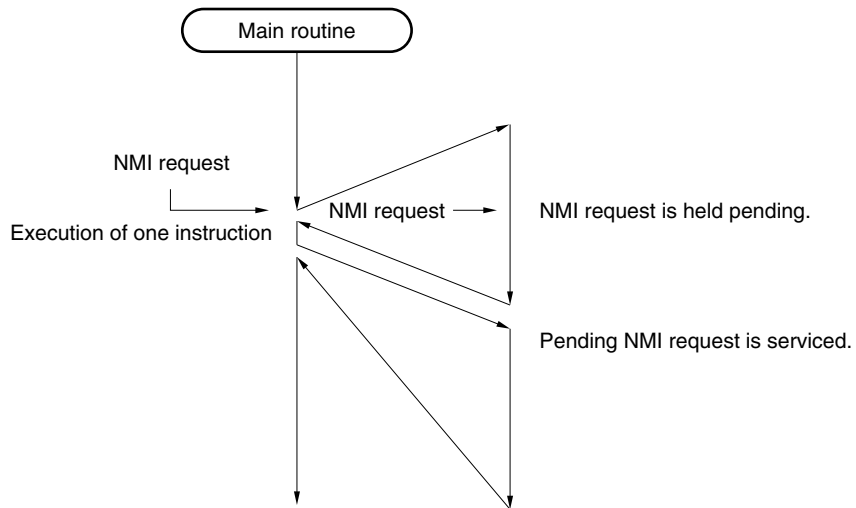 Main routine
NMI request
NMI request
NMI request is held pending.
Execution of one instruction
Pending NMI request is serviced.